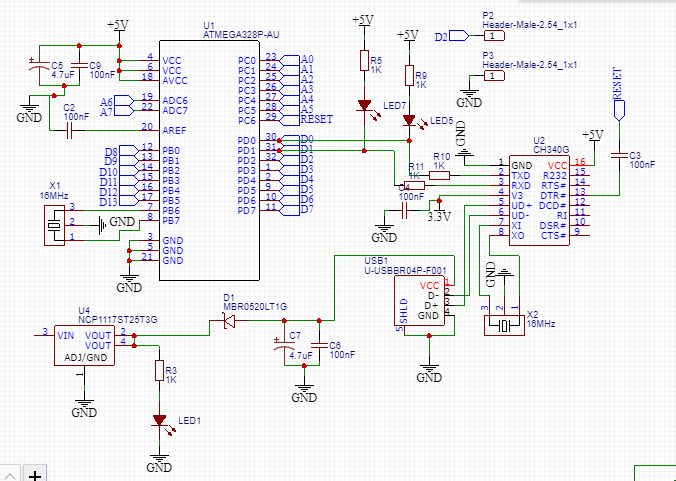 +5V
U1
ATMEGA328P-AU
C5
4.7uF
C9
100nF
GND
C2
100nF
A6
A7
4 VCC
6 VCC
18 AVCC
19 ADC6
22 ADC7
20 AREF
D8 12 PB0
D9 13 PB1
D10 14 PB2
D11 15 PB3
D12 16 PB4
D13 17 PB5
7 PB6
8 PB7
3 GND
5 GND
21 GND
PC0 23 A0
PC1 24 A1
PC2 25 A2
PC3 26 A3
PC4 27 A4
PC5 28 A5
PC6 29 RESET
PD0 30 D0
PD1 31 D1
PD2 32 D2
PD3 1 D3
PD4 2 D4
PD5 9 D5
PD6 10 D6
PD7 11 D7
GND
X1
16MHz
3
2
1
GND
GND
+5V
R5
1K
LED7
+5V
R9
1K
LED5
P2
Header-Male-2.54_1x1
D2
1
P3
Header-Male-2.54_1x1
1
GND
RESET
GND
U2
CH340G
+5V
C3
100nF
R11
1K
R10
1K
C4
100nF
3.3V
GND
1 GND
2 TXD
3 RXD
4 V3
5 UD+
6 UD-
7 XI
8 XO
VCC 16
R232 15
RTS# 14
DTR# 13
DCD# 12
RI 11
DSR# 10
CTS# 9
GND
3
2
1
X2
16MHz
USB1
U-USBBR04P-F001
VCC 1
D- 2
D+ 3
GND 4
5 SHLD
GND
U4
NCP1117ST25T3G
3 VIN
VOUT 2
VOUT 4
ADJ/GND
1
GND
D1
MBR0520LT1G
C7
4.7uF
C6
100nF
GND
R3
1K
LED1
GND